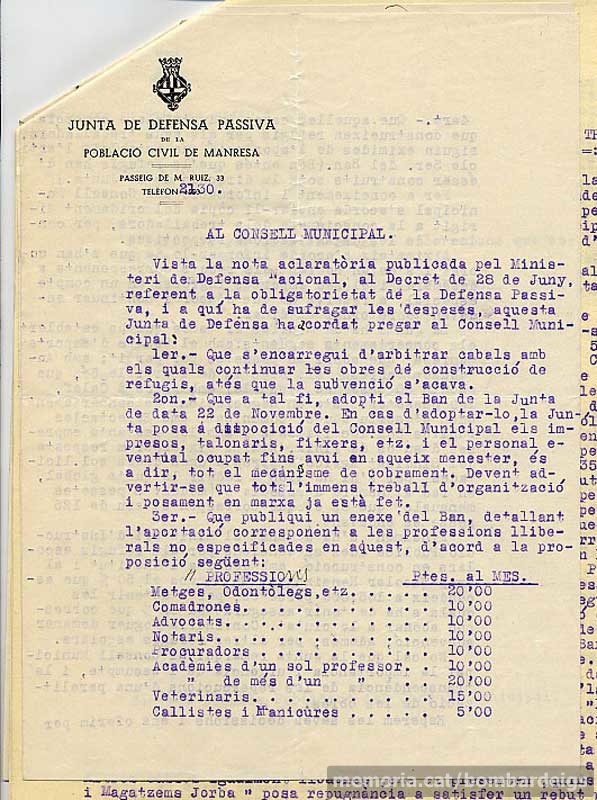 JUNTA DE DEFENSA PASSIVA
DE LA
POBLACIÓ CIVIL DE MANRESA
PASSEIG DE M. RUIZ, 33
TELÈFON 2130.
AL CONSELL MUNICIPAL.
Vista la nota aclaratòria publicada pel Minis-
teri de Defensa Nacional, al Decret de 28 de Juny,
referent a la obligatorietat de la Defensa Passi-
va, i a quí ha de sufragar les despeses, aquesta
Junta de Defensa ha acordat pregar al Consell Muni-
cipal:
1er.- Que s'encarregui d'arbitrar cabals amb
els quals continuar les obres de construcció de
refugis, atés que la subvenció s'acava.
2on.- Que a tal fi, adopti el Ban de la Junta
de data 22 de Novembre. En cas d'adoptar-lo, la Jun-
ta posa a disposició del Consell Municipal els im-
presos, talonaris, fitxers, etz. i el personal e-
ventual ocupat fins avui en aqueix menester, és
a dir, tot el mecanisme de cobrament. Devent ad-
vertir-se que tot l'immens treball d'organització
i posament en marxa ja està fet.
3er.- Que publiqui un enexe del Ban, detallant
l'aportació corresponent a les professions llibe-
rals no especificades en aquest, d'acord a la pro-
posició següent:
PROFESSIONS Ptes. al MES.
Metges, Odontòlegs, etz. . . . . . 20'00
Comadrones. . . . . . . . . . . . 10'00
Advocats. . . . . . . . . . . . . 10'00
Notaris. . . . . . . . . . . . . 10'00
Procuradors . . . . . . . . . . . 10'00
Acadèmies d'un sol professor. . . 10'00
" de més d'un " . . . . 20'00
Veterinaris. . . . . . . . . . . 15'00
Callistes i Manicúres . . . . . . 5'00
memoria.cat/bombardeig
i Magatzems Jorba " posa repugnància a satisfer un rebut